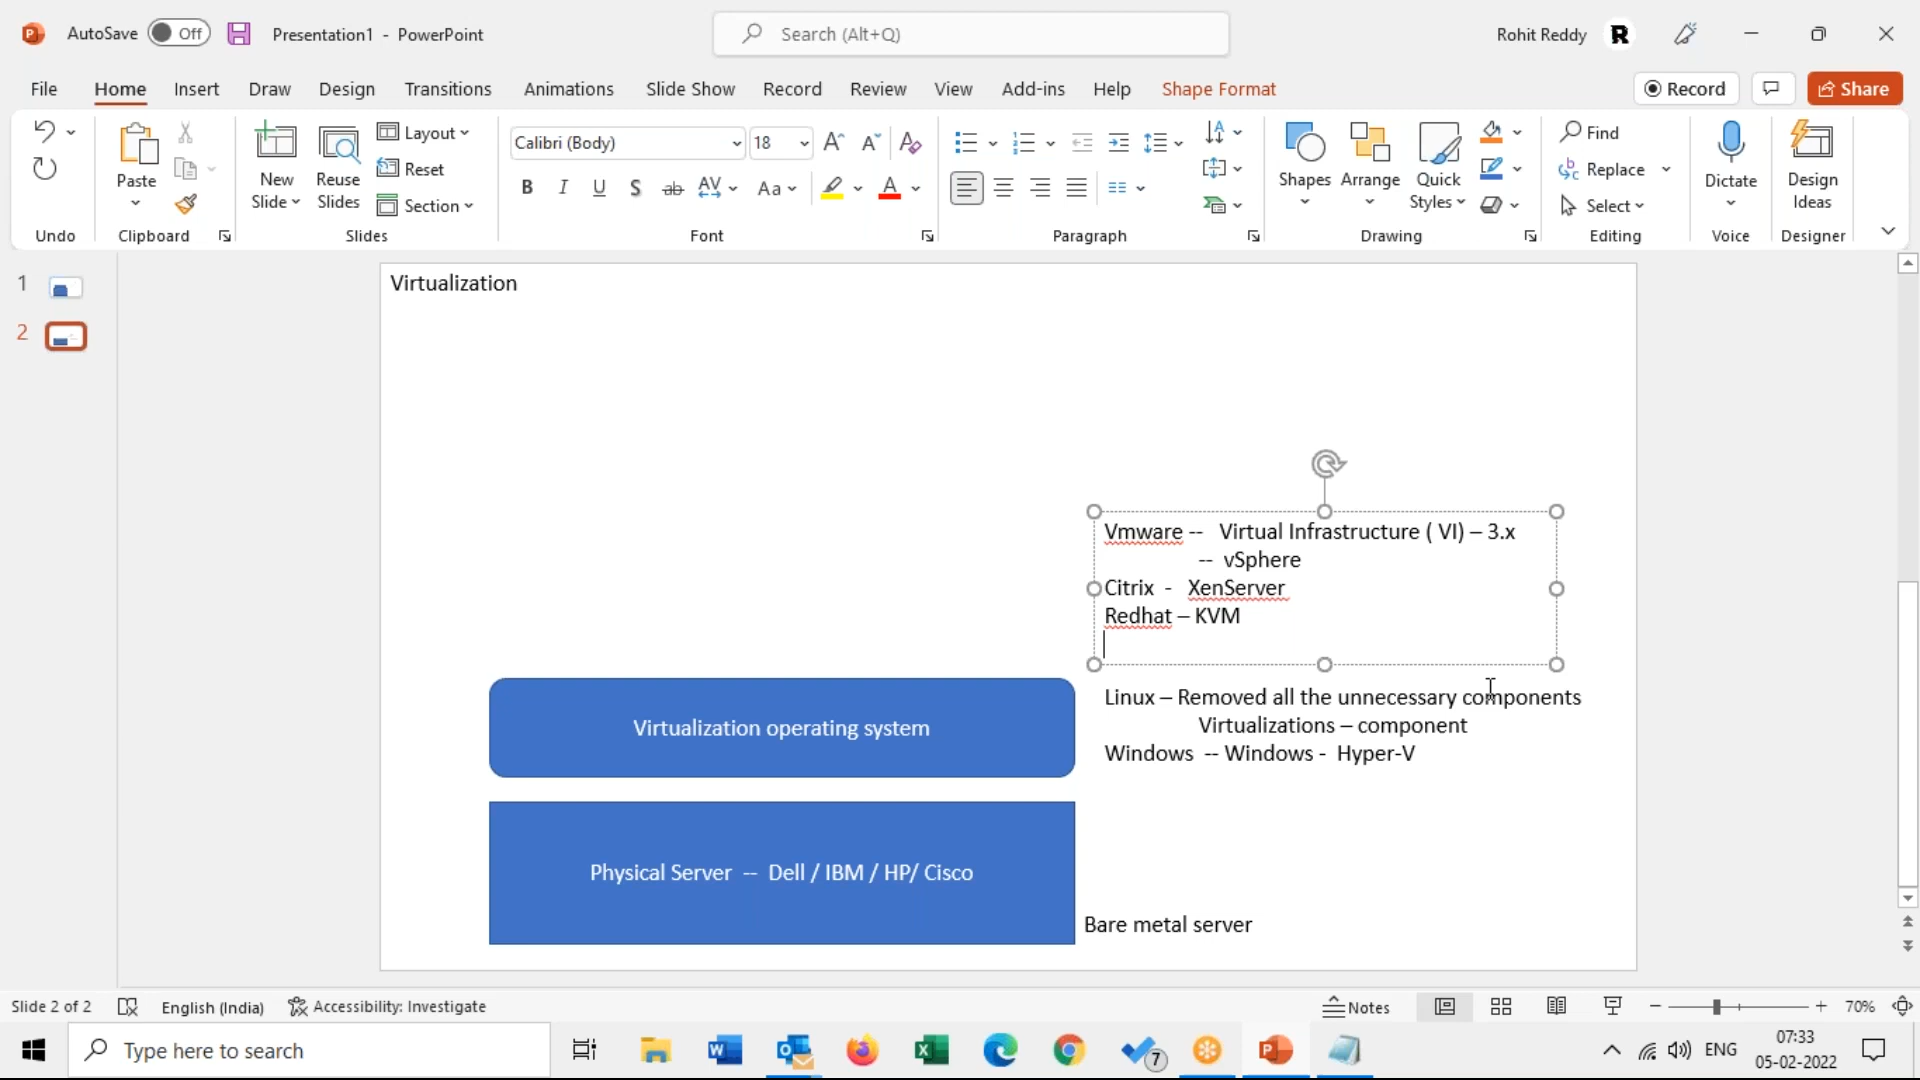 AutoSave Off Presentation1 - PowerPoint Search (Alt+Q) Rohit Reddy
File Home Insert Draw Design Transitions Animations Slide Show Record Review View Add-ins Help Shape Format Record Share
Paste
New Slide
Reuse Slides
Layout
Reset
Section
Calibri (Body) 18
B I U S ab AV Aa A
Shapes Arrange Quick Styles
Find
Replace
Select
Dictate
Design Ideas
Undo Clipboard Slides Font Paragraph Drawing Editing Voice Designer
1
2
Virtualization
Vmware -- Virtual Infrastructure ( VI) – 3.x
-- vSphere
Citrix - XenServer
Redhat – KVM
Linux – Removed all the unnecessary components
Virtualizations – component
Windows -- Windows - Hyper-V
Virtualization operating system
Physical Server -- Dell / IBM / HP/ Cisco
Bare metal server
Slide 2 of 2 English (India) Accessibility: Investigate Notes 70%
Type here to search 7 ENG 07:33
05-02-2022